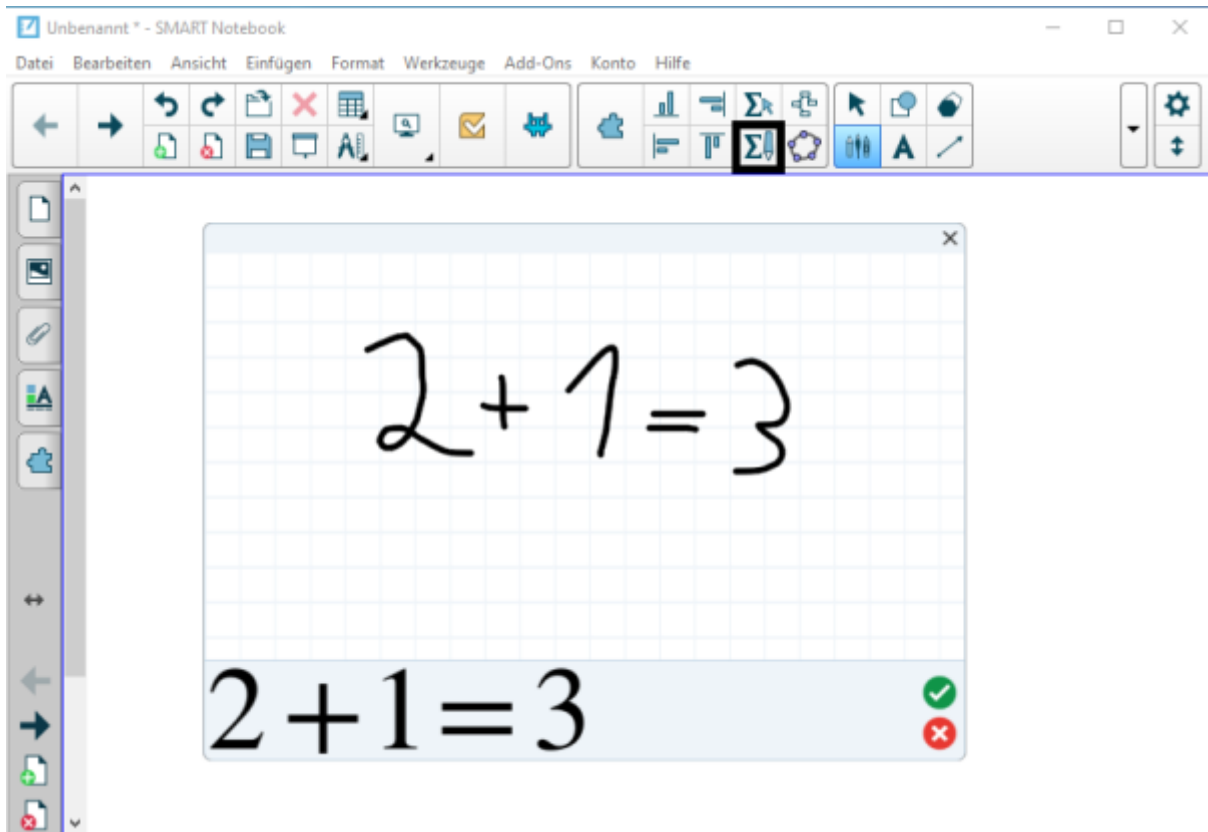 Unbenannt * - SMART Notebook
Datei Bearbeiten Ansicht Einfügen Format Werkzeuge Add-Ons Konto Hilfe
2+1=3
2+1=3